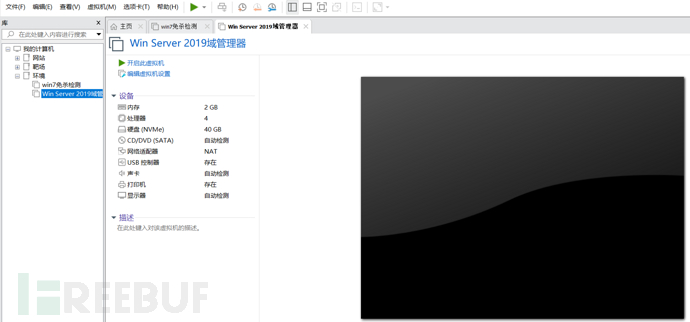 文件(F) 编辑(E) 查看(V) 虚拟机(M) 选项卡(T) 帮助(H)
库
在此处键入内容进行搜索
我的计算机
网站
靶场
环境
win7免杀检测
Win Server 2019域管
主页 win7免杀检测 Win Server 2019域管理器
Win Server 2019域管理器
开启此虚拟机
编辑虚拟机设置
设备
内存 2 GB
处理器 4
硬盘 (NVMe) 40 GB
CD/DVD (SATA) 自动检测
网络适配器 NAT
USB 控制器 存在
声卡 自动检测
打印机 存在
显示器 自动检测
描述
在此处键入对该虚拟机的描述。
FREEBUF